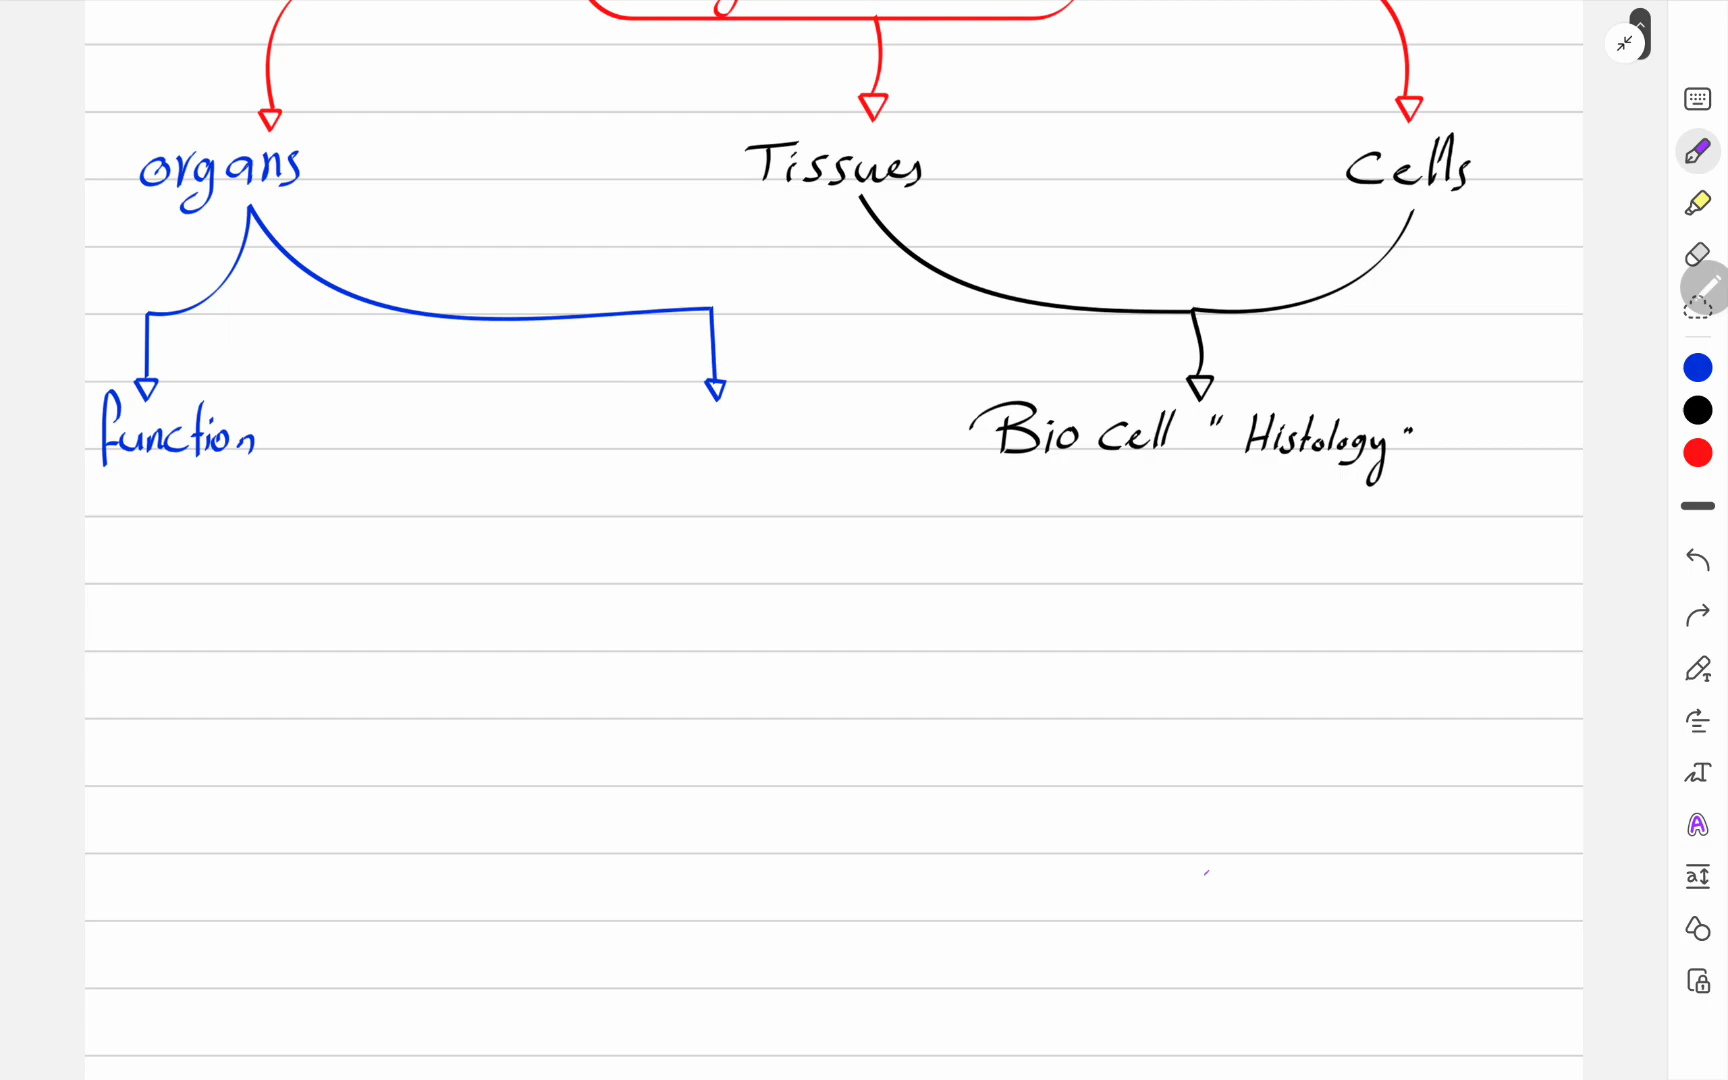 organs Tissues Cells
function Bio Cell " Histology "